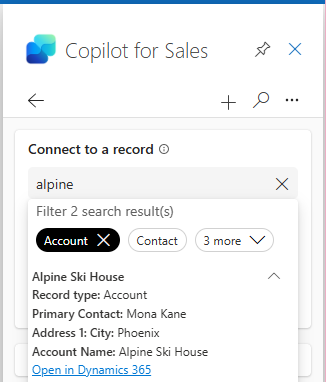 Copilot for Sales
Connect to a record
alpine
Filter 2 search result(s)
Account Contact 3 more
Alpine Ski House
Record type: Account
Primary Contact: Mona Kane
Address 1: City: Phoenix
Account Name: Alpine Ski House
Open in Dynamics 365